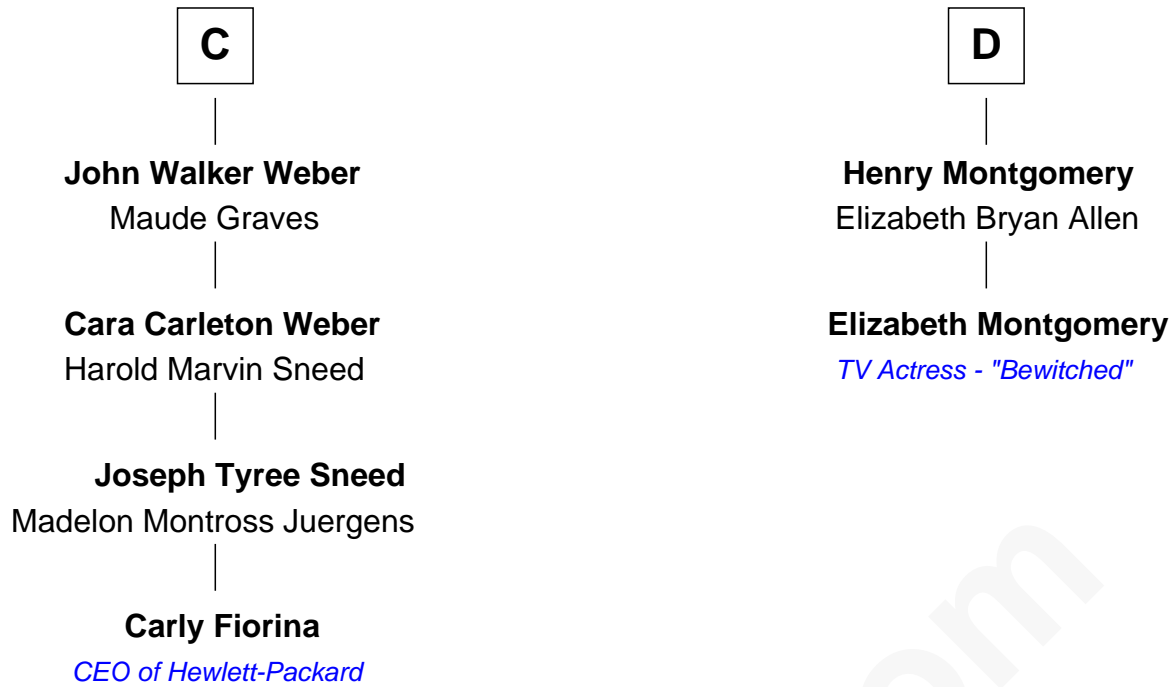 C
John Walker Weber
Maude Graves
Cara Carleton Weber
Harold Marvin Sneed
Joseph Tyree Sneed
Madelon Montross Juergens
Carly Fiorina
CEO of Hewlett-Packard
D
Henry Montgomery
Elizabeth Bryan Allen
Elizabeth Montgomery
TV Actress - "Bewitched"
om